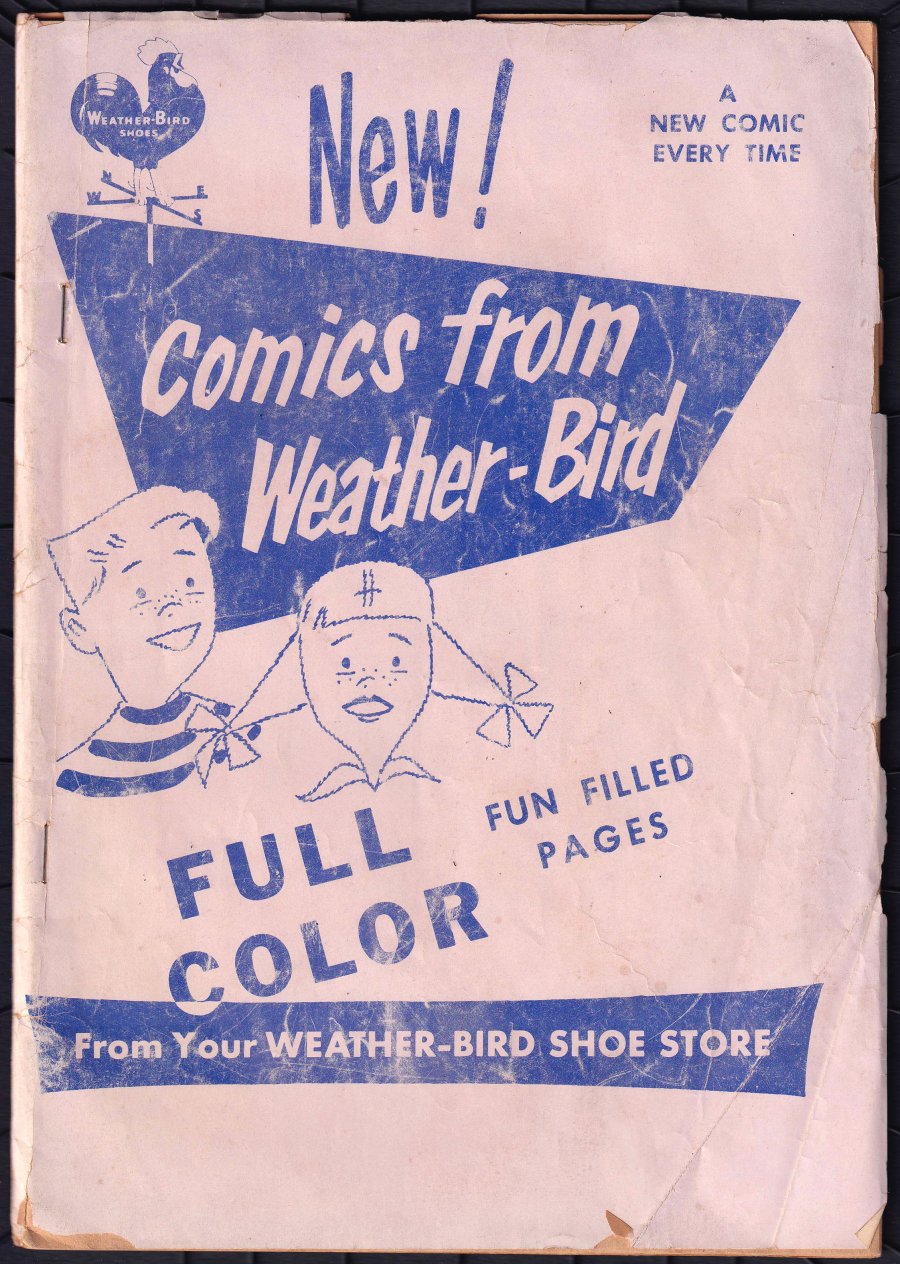 WEATHER-BIRD
SHOES
N
W
E
S
New!
A
NEW COMIC
EVERY TIME
Comics from
Weather-Bird
FULL
COLOR
FUN FILLED
PAGES
From Your WEATHER-BIRD SHOE STORE